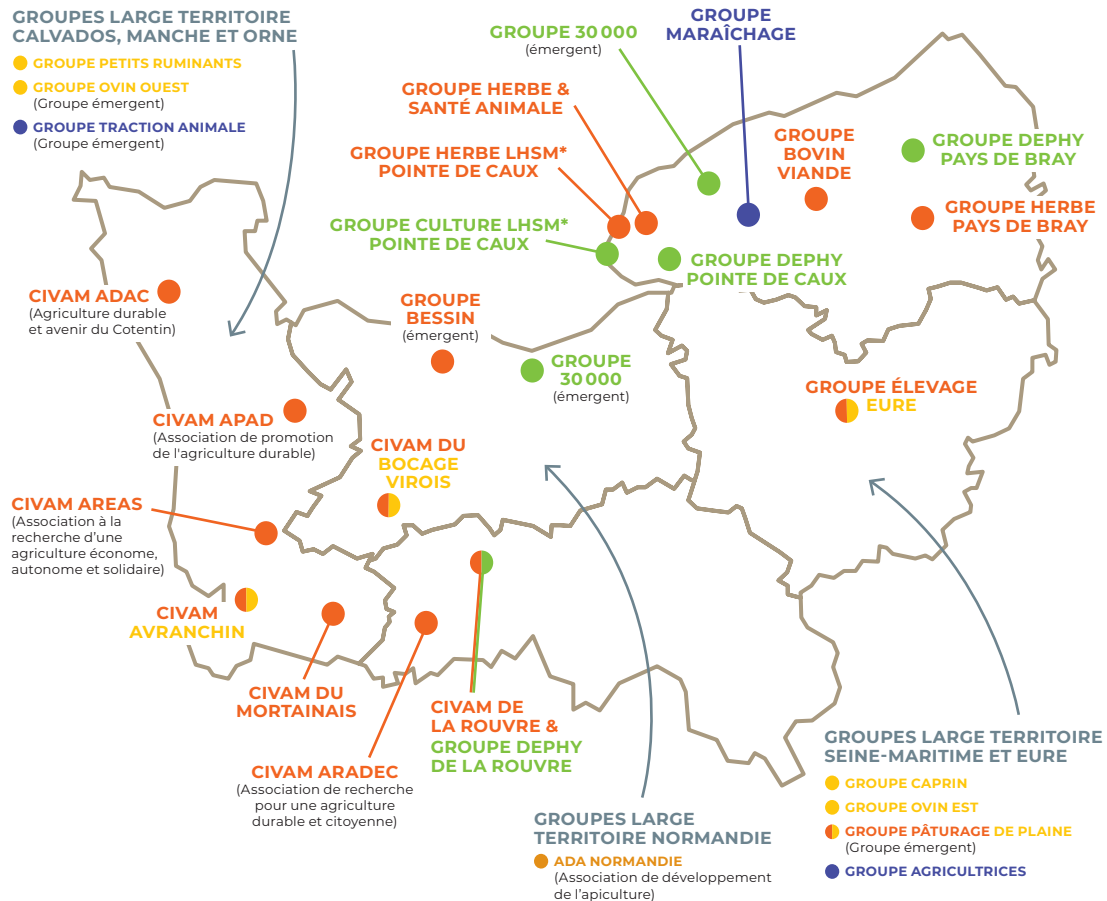 GROUPES LARGE TERRITOIRE
CALVADOS, MANCHE ET ORNE
GROUPE PETITS RUMINANTS
GROUPE OVIN OUEST
(Groupe émergent)
GROUPE TRACTION ANIMALE
(Groupe émergent)
GROUPE 30 000
(émergent)
GROUPE
MARAÎCHAGE
GROUPE HERBE &
SANTÉ ANIMALE
GROUPE HERBE LHSM*
POINTE DE CAUX
GROUPE CULTURE LHSM*
POINTE DE CAUX
GROUPE
BOVIN
VIANDE
GROUPE DEPHY
PAYS DE BRAY
GROUPE HERBE
PAYS DE BRAY
GROUPE DEPHY
POINTE DE CAUX
CIVAM ADAC
(Agriculture durable
et avenir du Cotentin)
GROUPE
BESSIN
(émergent)
GROUPE
30 000
(émergent)
GROUPE ÉLEVAGE
EURE
CIVAM APAD
(Association de promotion
de l'agriculture durable)
CIVAM DU
BOCAGE
VIROIS
CIVAM AREAS
(Association à la
recherche d’une
agriculture économe,
autonome et solidaire)
CIVAM
AVRANCHIN
CIVAM DU
MORTAINAIS
CIVAM ARADEC
(Association de recherche
pour une agriculture
durable et citoyenne)
CIVAM DE
LA ROUVRE &
GROUPE DEPHY
DE LA ROUVRE
GROUPES LARGE
TERRITOIRE NORMANDIE
ADA NORMANDIE
(Association de développement
de l’apiculture)
GROUPES LARGE TERRITOIRE
SEINE-MARITIME ET EURE
GROUPE CAPRIN
GROUPE OVIN EST
GROUPE PÂTURAGE DE PLAINE
(Groupe émergent)
GROUPE AGRICULTRICES